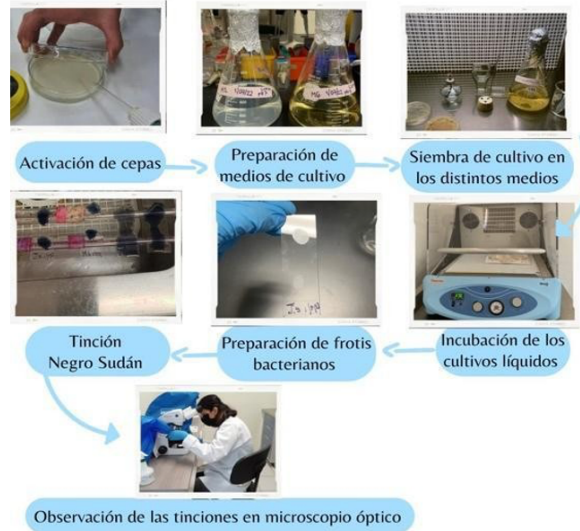 Activación de cepas
Preparación de
medios de cultivo
Siembra de cultivo en
los distintos medios
Tinción
Negro Sudán
Preparación de frotis
bacterianos
Incubación de los
cultivos líquidos
Observación de las tinciones en microscopio óptico